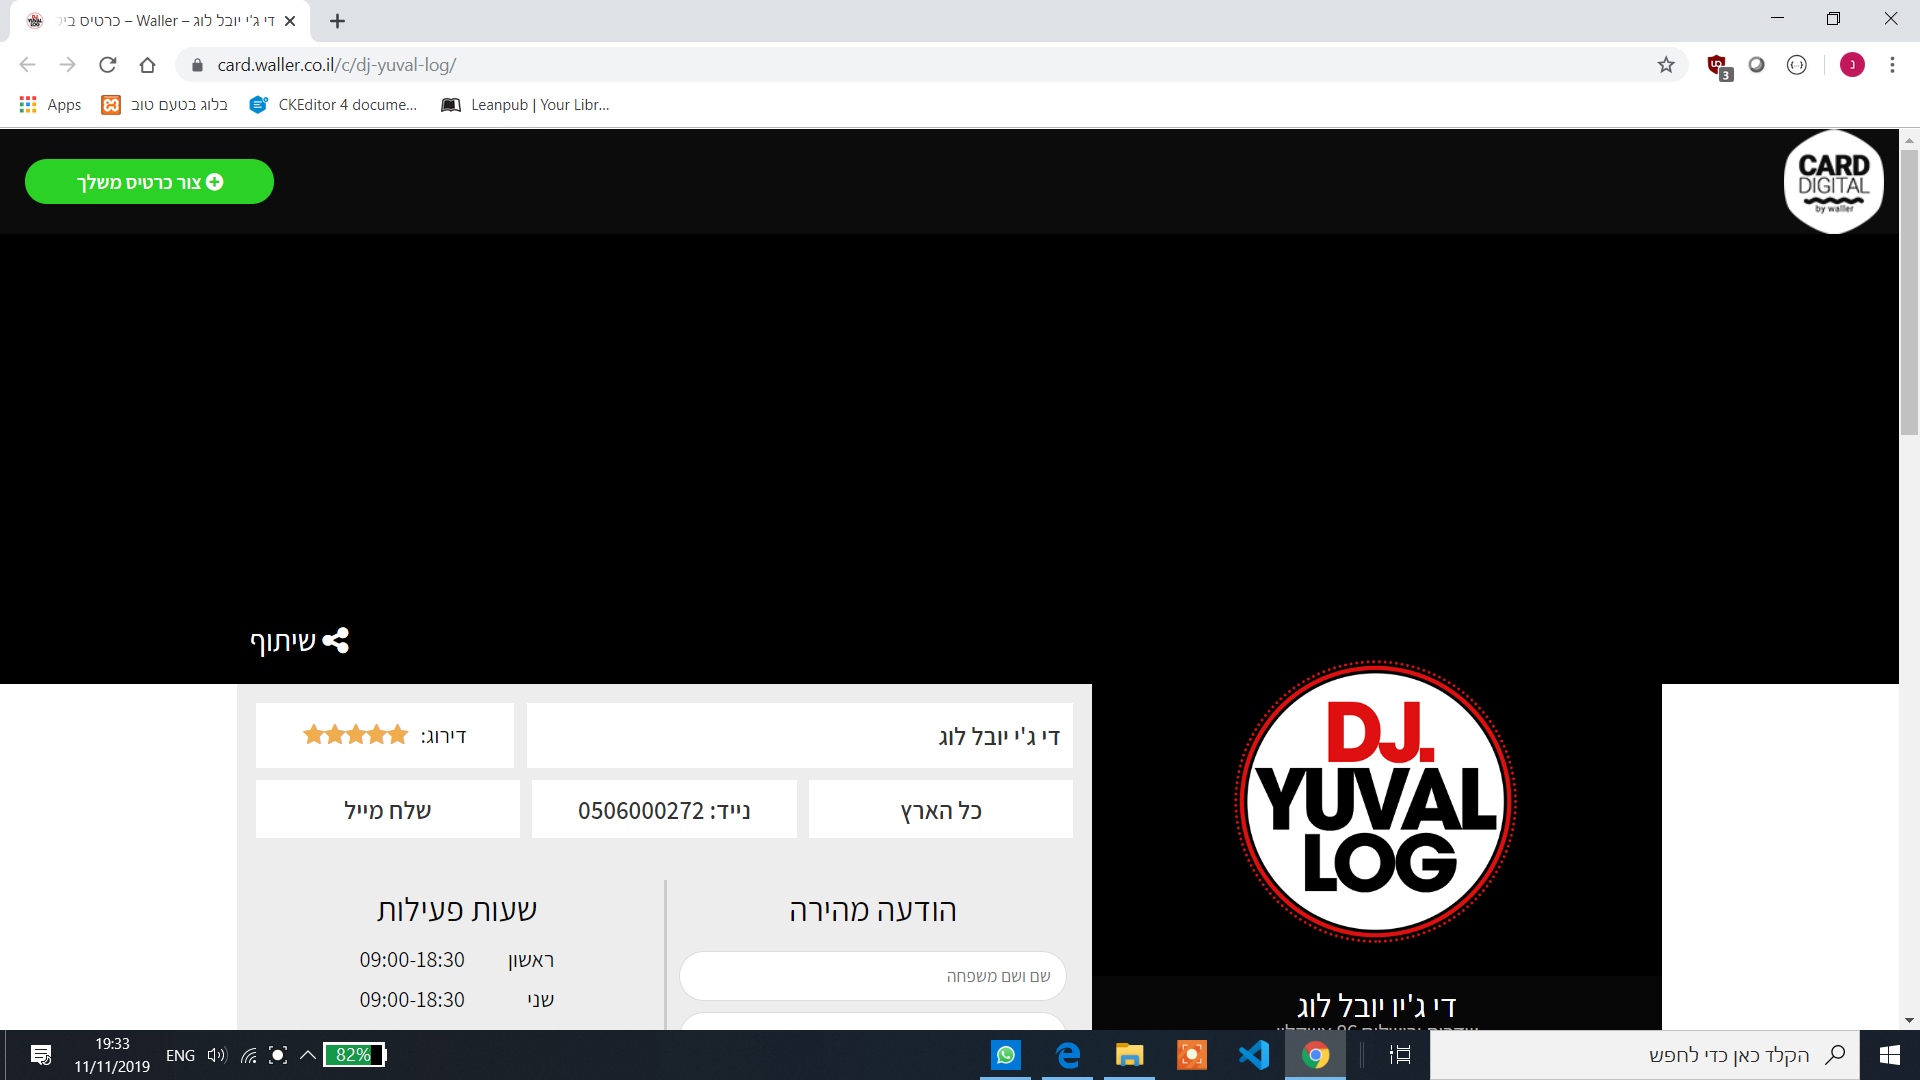 די ג'י יובל לוג – Waller – כרטיס ביק
card.waller.co.il/c/dj-yuval-log/
3
נ
Apps
בלוג בטעם טוב
CKEditor 4 docume...
Leanpub | Your Libr...
צור כרטיס משלך
CARD
DIGITAL
by waller
שיתוף
DJ.
YUVAL
LOG
די ג'י יובל לוג
דירוג:
כל הארץ
נייד: 0506000272
שלח מייל
הודעה מהירה
שם ושם משפחה
שעות פעילות
ראשון 09:00-18:30
שני 09:00-18:30
די ג'יו יובל לוג
הקלד כאן כדי לחפש
82%
ENG
19:33
11/11/2019